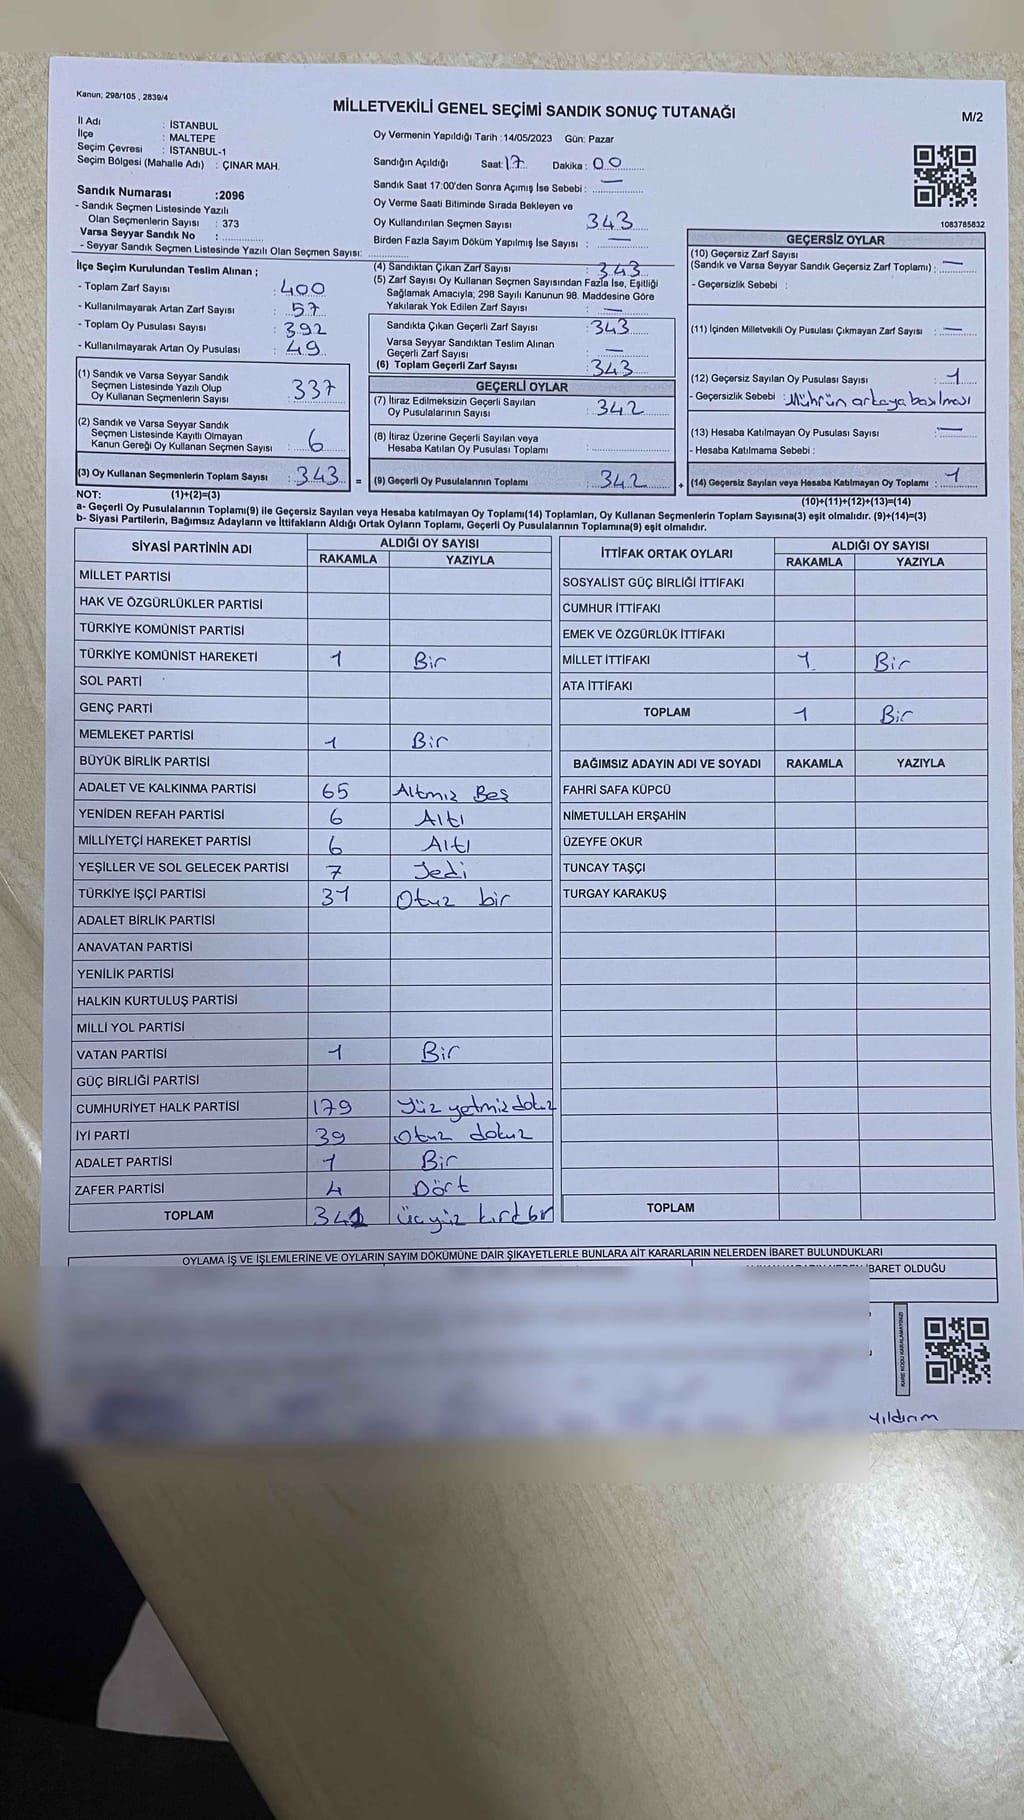 Kanun; 298/105 , 2839/4
MİLLETVEKİLİ GENEL SEÇİMİ SANDIK SONUÇ TUTANAĞI
M/2
İl Adı : İSTANBUL
İlçe : MALTEPE
Seçim Çevresi : İSTANBUL-1
Seçim Bölgesi (Mahalle Adı) : ÇINAR MAH.
Sandık Numarası :2096
- Sandık Seçmen Listesinde Yazılı
Olan Seçmenlerin Sayısı : 373
Varsa Seyyar Sandık No :
- Seyyar Sandık Seçmen Listesinde Yazılı Olan Seçmen Sayısı:
Oy Vermenin Yapıldığı Tarih : 14/05/2023 Gün: Pazar
Sandığın Açıldığı Saat: 17 Dakika : 00
Sandık Saat 17:00'den Sonra Açımış İse Sebebi : —
Oy Verme Saati Bitiminde Sırada Bekleyen ve
Oy Kullandırılan Seçmen Sayısı 343
Birden Fazla Sayım Döküm Yapılmış İse Sayısı : —
1083785832
İlçe Seçim Kurulundan Teslim Alınan ;
- Toplam Zarf Sayısı : 400
- Kullanılmayarak Artan Zarf Sayısı : 57
- Toplam Oy Pusulası Sayısı : 392
- Kullanılmayarak Artan Oy Pusulası : 49
(1) Sandık ve Varsa Seyyar Sandık
Seçmen Listesinde Yazılı Olup
Oy Kullanan Seçmenlerin Sayısı : 337
(2) Sandık ve Varsa Seyyar Sandık
Seçmen Listesinde Kayıtlı Olmayan
Kanun Gereği Oy Kullanan Seçmen Sayısı : 6
(3) Oy Kullanan Seçmenlerin Toplam Sayısı : 343 =
(4) Sandıktan Çıkan Zarf Sayısı : 343
(5) Zarf Sayısı Oy Kullanan Seçmen Sayısından Fazla İse, Eşitliği
Sağlamak Amacıyla; 298 Sayılı Kanunun 98. Maddesine Göre
Yakılarak Yok Edilen Zarf Sayısı : —
Sandıkta Çıkan Geçerli Zarf Sayısı : 343
Varsa Seyyar Sandıktan Teslim Alınan
Geçerli Zarf Sayısı : —
(6) Toplam Geçerli Zarf Sayısı : 343
GEÇERLİ OYLAR
(7) İtiraz Edilmeksizin Geçerli Sayılan
Oy Pusulalarının Sayısı : 342
(8) İtiraz Üzerine Geçerli Sayılan veya
Hesaba Katılan Oy Pusulası Toplamı :
(9) Geçerli Oy Pusulalarının Toplamı : 342 +
GEÇERSİZ OYLAR
(10) Geçersiz Zarf Sayısı
(Sandık ve Varsa Seyyar Sandık Geçersiz Zarf Toplamı) : —
- Geçersizlik Sebebi :
(11) İçinden Milletvekili Oy Pusulası Çıkmayan Zarf Sayısı : —
(12) Geçersiz Sayılan Oy Pusulası Sayısı : 1
- Geçersizlik Sebebi : Mührün arkaya basılması
(13) Hesaba Katılmayan Oy Pusulası Sayısı : —
- Hesaba Katılmama Sebebi :
(14) Geçersiz Sayılan veya Hesaba Katılmayan Oy Toplamı : 1
NOT: (1)+(2)=(3)
(10)+(11)+(12)+(13)=(14)
a- Geçerli Oy Pusulalarının Toplamı(9) ile Geçersiz Sayılan veya Hesaba katılmayan Oy Toplamı(14) Toplamları, Oy Kullanan Seçmenlerin Toplam Sayısına(3) eşit olmalıdır. (9)+(14)=(3)
b- Siyasi Partilerin, Bağımsız Adayların ve İttifakların Aldığı Ortak Oyların Toplamı, Geçerli Oy Pusulalarının Toplamına(9) eşit olmalıdır.
SİYASİ PARTİNİN ADI ALDIĞI OY SAYISI
RAKAMLA YAZIYLA
MİLLET PARTİSİ
HAK VE ÖZGÜRLÜKLER PARTİSİ
TÜRKİYE KOMÜNİST PARTİSİ
TÜRKİYE KOMÜNİST HAREKETİ 1 Bir
SOL PARTİ
GENÇ PARTİ
MEMLEKET PARTİSİ 1 Bir
BÜYÜK BİRLİK PARTİSİ
ADALET VE KALKINMA PARTİSİ 65 Altmız Beş
YENİDEN REFAH PARTİSİ 6 Altı
MİLLİYETÇİ HAREKET PARTİSİ 6 Altı
YEŞİLLER VE SOL GELECEK PARTİSİ 7 Yedi
TÜRKİYE İŞÇİ PARTİSİ 31 Otuz bir
ADALET BİRLİK PARTİSİ
ANAVATAN PARTİSİ
YENİLİK PARTİSİ
HALKIN KURTULUŞ PARTİSİ
MİLLİ YOL PARTİSİ
VATAN PARTİSİ 1 Bir
GÜÇ BİRLİĞİ PARTİSİ
CUMHURİYET HALK PARTİSİ 179 Yüz yetmiz dokuz
İYİ PARTİ 39 Otuz dokuz
ADALET PARTİSİ 1 Bir
ZAFER PARTİSİ 4 Dört
TOPLAM 341 üçyüz kırkbir
İTTİFAK ORTAK OYLARI ALDIĞI OY SAYISI
RAKAMLA YAZIYLA
SOSYALİST GÜÇ BİRLİĞİ İTTİFAKI
CUMHUR İTTİFAKI
EMEK VE ÖZGÜRLÜK İTTİFAKI
MİLLET İTTİFAKI 1 Bir
ATA İTTİFAKI
TOPLAM 1 Bir
BAĞIMSIZ ADAYIN ADI VE SOYADI RAKAMLA YAZIYLA
FAHRİ SAFA KÜPCÜ
NİMETULLAH ERŞAHİN
ÜZEYFE OKUR
TUNCAY TAŞÇI
TURGAY KARAKUŞ
TOPLAM
OYLAMA İŞ VE İŞLEMLERİNE VE OYLARIN SAYIM DÖKÜMÜNE DAİR ŞİKAYETLERLE BUNLARA AİT KARARLARIN NELERDEN İBARET BULUNDUKLARI
İBARET OLDUĞU
KARE KODU KARALAMAYINIZ!
Yıldırım